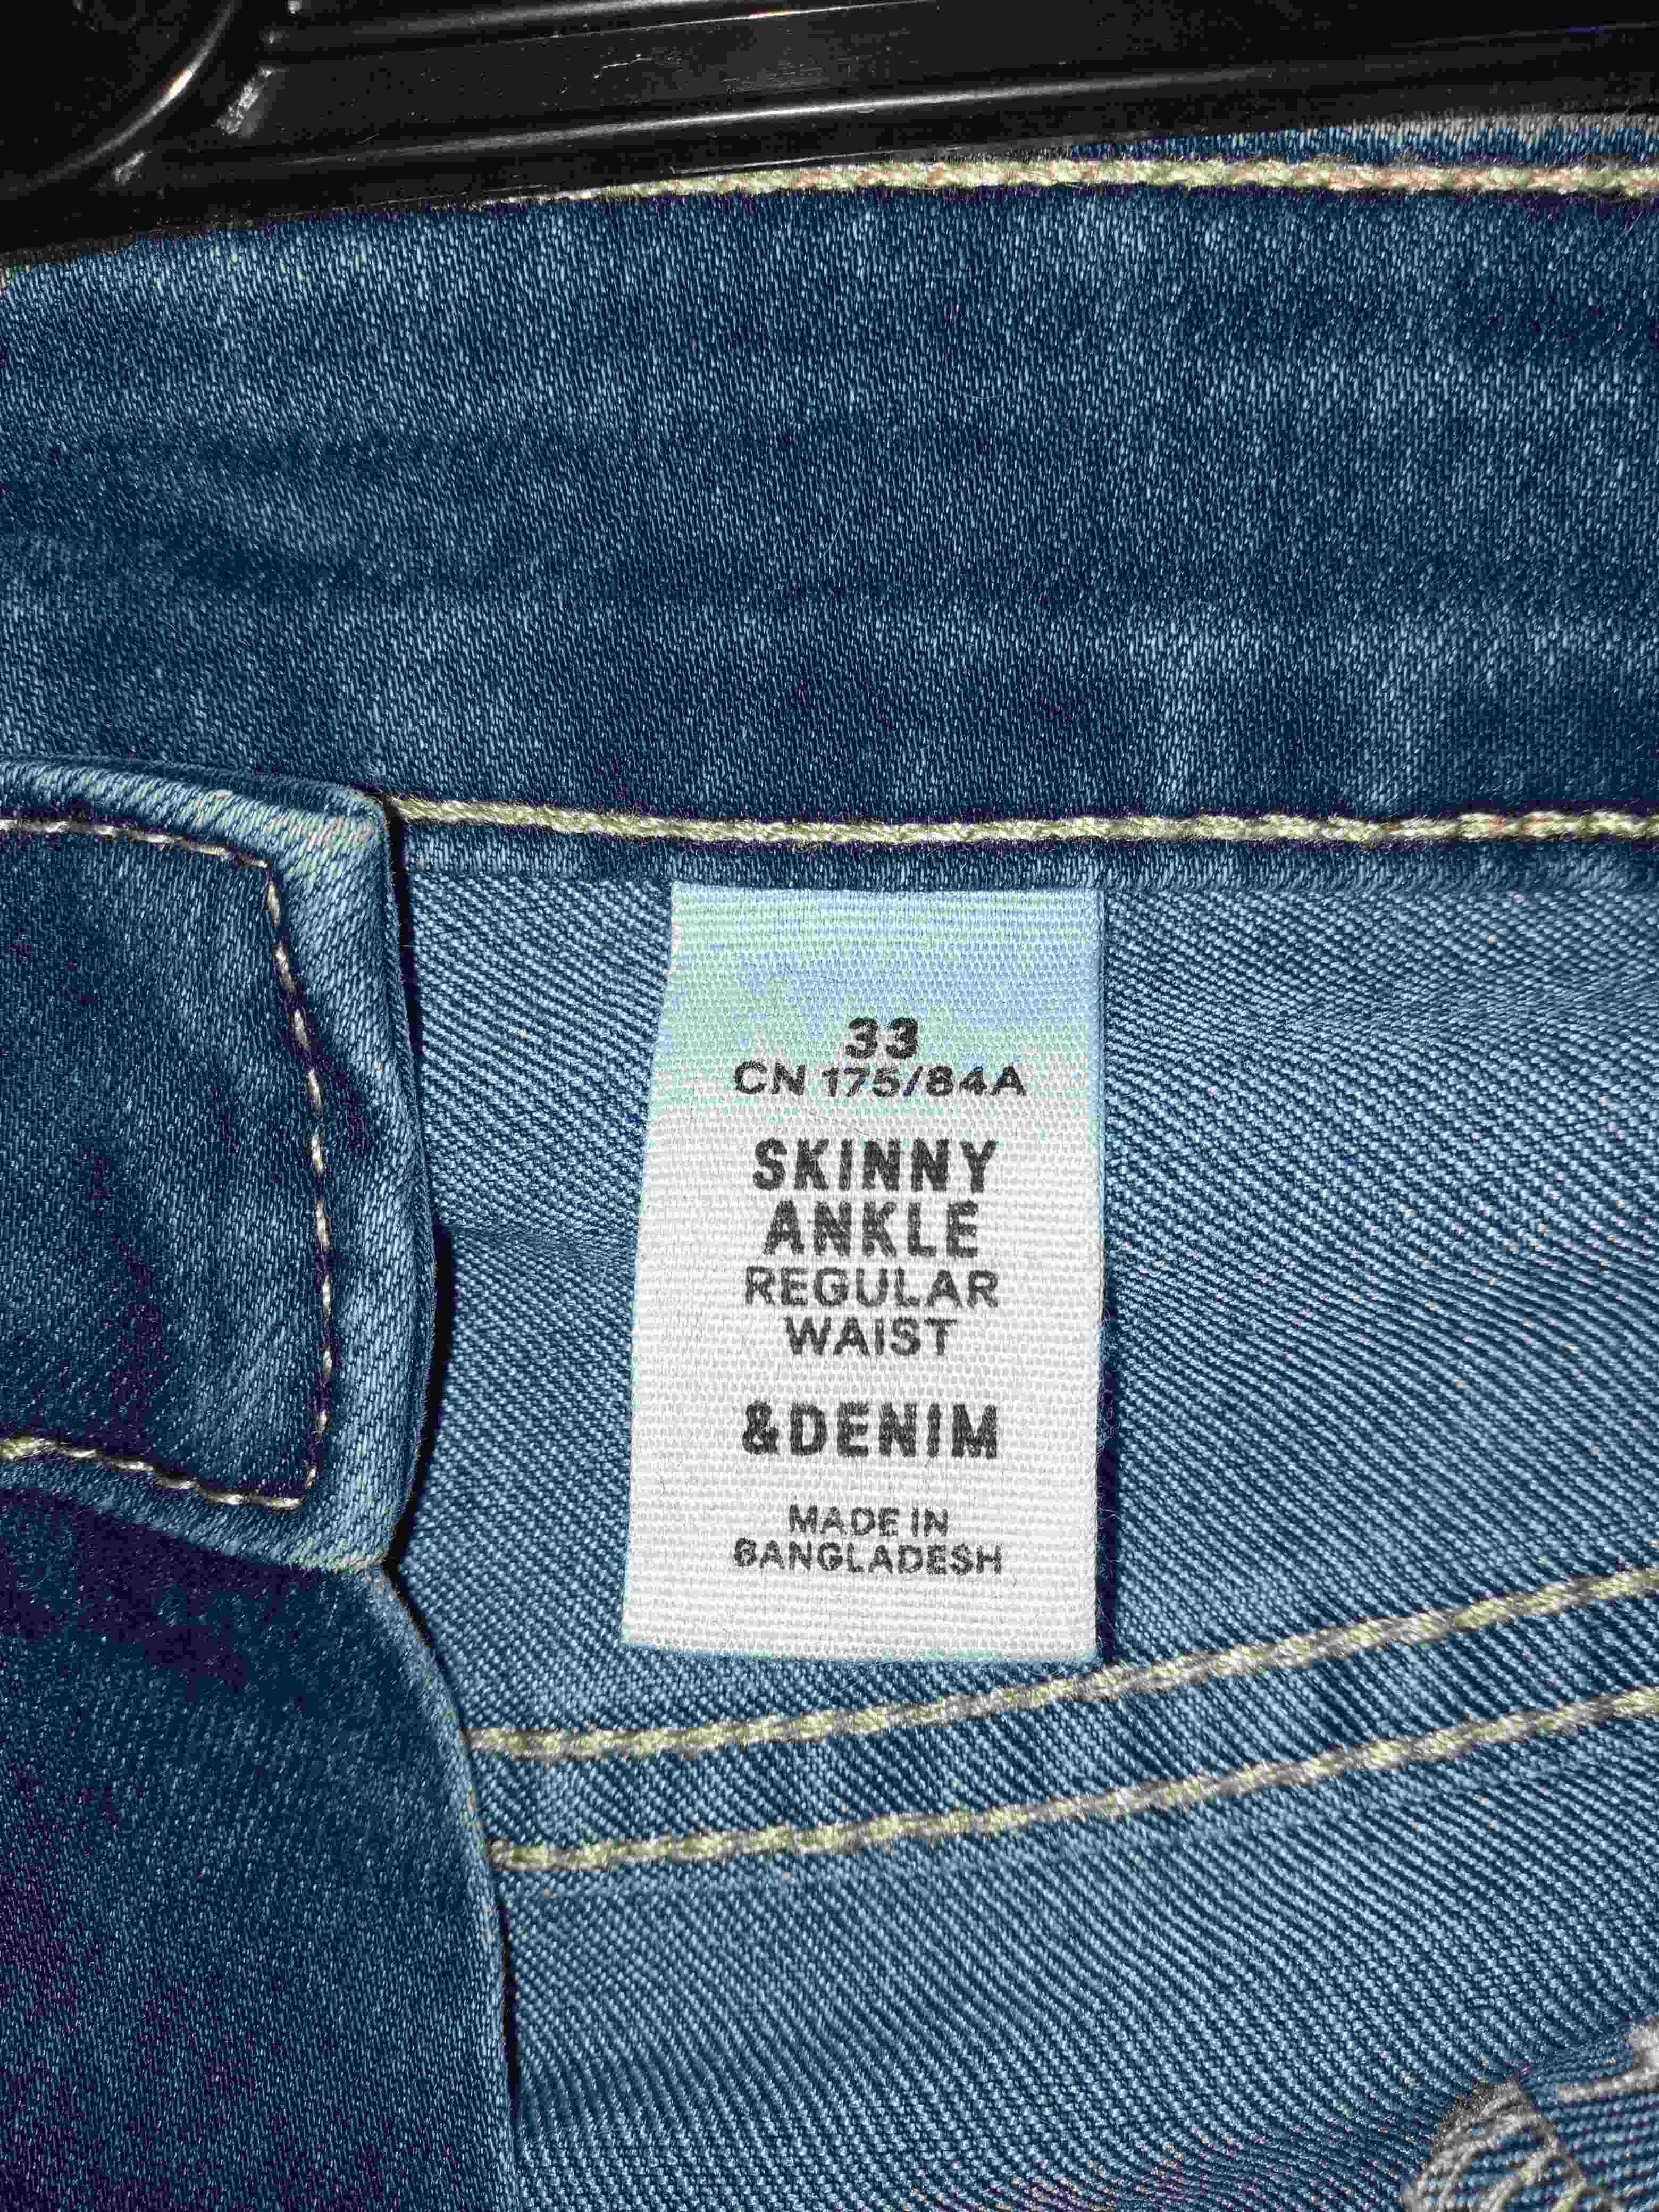 33
CN 175/84A
SKINNY
ANKLE
REGULAR
WAIST
&DENIM
MADE IN
BANGLADESH